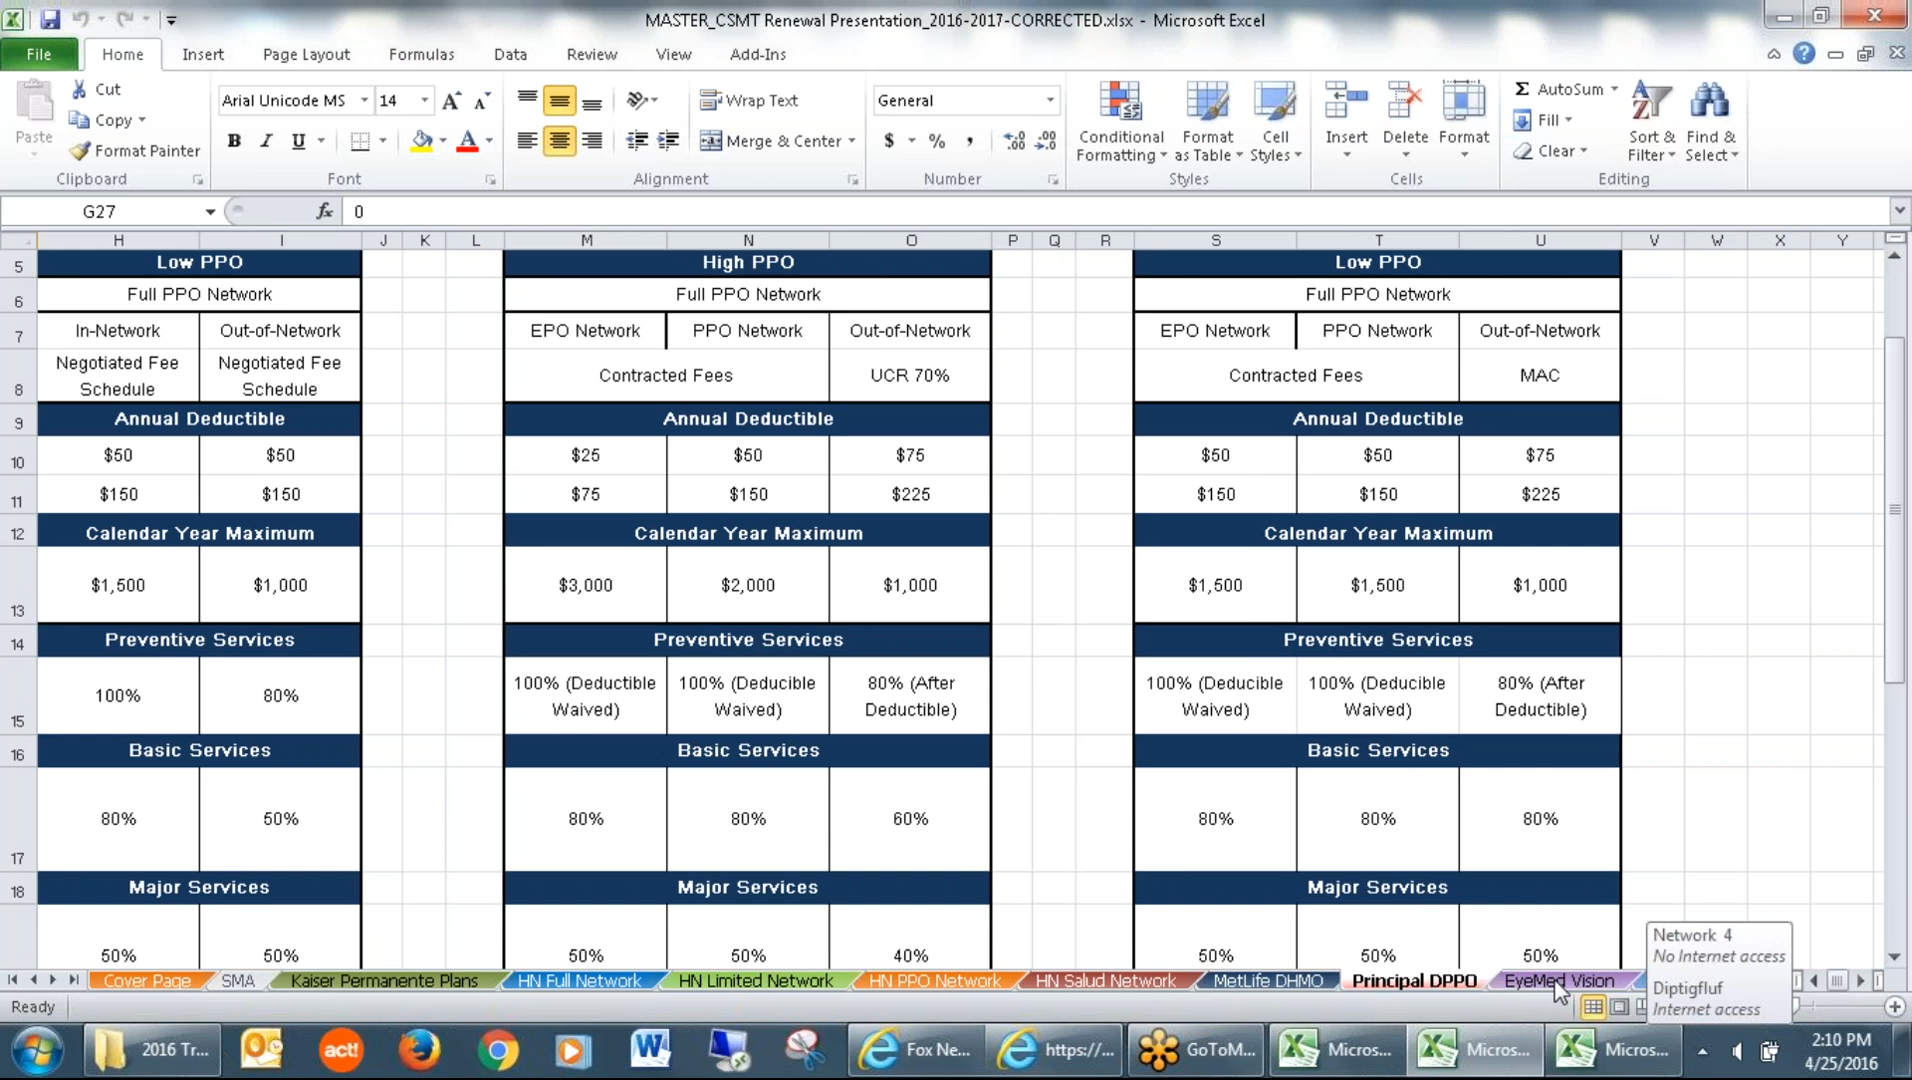 MASTER_CSMT Renewal Presentation_2016-2017-CORRECTED.xlsx - Microsoft Excel
File Home Insert Page Layout Formulas Data Review View Add-Ins
Paste
Cut
Copy
Format Painter
Clipboard
Arial Unicode MS 14
B I U
Font
Wrap Text
Merge & Center
Alignment
General
$ % ,
Number
Conditional Formatting
Format as Table
Cell Styles
Styles
Insert Delete Format
Cells
Σ AutoSum
Fill
Clear
Sort & Filter
Find & Select
Editing
G27 fx 0
H I J K L M N O P Q R S T U V W X Y
5 Low PPO High PPO Low PPO
6 Full PPO Network Full PPO Network Full PPO Network
7 In-Network Out-of-Network EPO Network PPO Network Out-of-Network EPO Network PPO Network Out-of-Network
8 Negotiated Fee Schedule Negotiated Fee Schedule Contracted Fees UCR 70% Contracted Fees MAC
9 Annual Deductible Annual Deductible Annual Deductible
10 $50 $50 $25 $50 $75 $50 $50 $75
11 $150 $150 $75 $150 $225 $150 $150 $225
12 Calendar Year Maximum Calendar Year Maximum Calendar Year Maximum
13 $1,500 $1,000 $3,000 $2,000 $1,000 $1,500 $1,500 $1,000
14 Preventive Services Preventive Services Preventive Services
15 100% 80% 100% (Deductible Waived) 100% (Deducible Waived) 80% (After Deductible) 100% (Deducible Waived) 100% (Deducible Waived) 80% (After Deductible)
16 Basic Services Basic Services Basic Services
17 80% 50% 80% 80% 60% 80% 80% 80%
18 Major Services Major Services Major Services
50% 50% 50% 50% 40% 50% 50% 50%
Network 4
No Internet access
Diptigfluf
Internet access
Cover Page SMA Kaiser Permanente Plans HN Full Network HN Limited Network HN PPO Network HN Salud Network MetLife DHMO Principal DPPO EyeMed Vision
Ready
2016 Tr... act! Fox Ne... https://... GoToM... Micros... Micros... Micros...
2:10 PM
4/25/2016